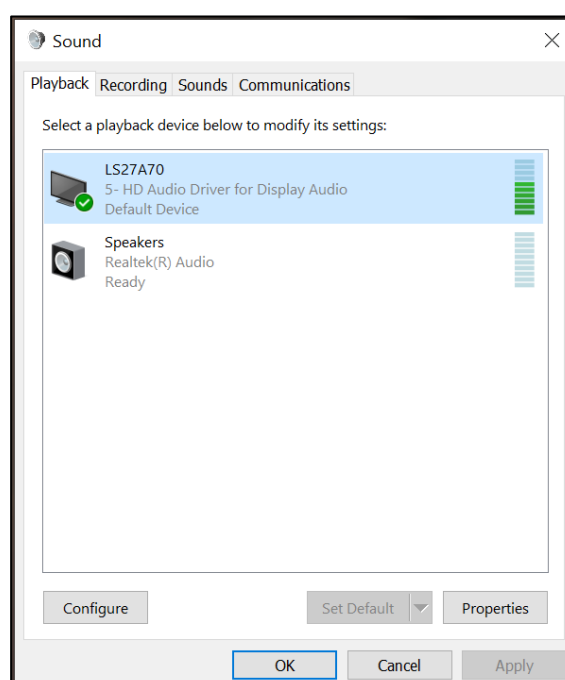 Sound
Playback Recording Sounds Communications
Select a playback device below to modify its settings:
LS27A70
5- HD Audio Driver for Display Audio
Default Device
Speakers
Realtek(R) Audio
Ready
Configure Set Default Properties
OK Cancel Apply